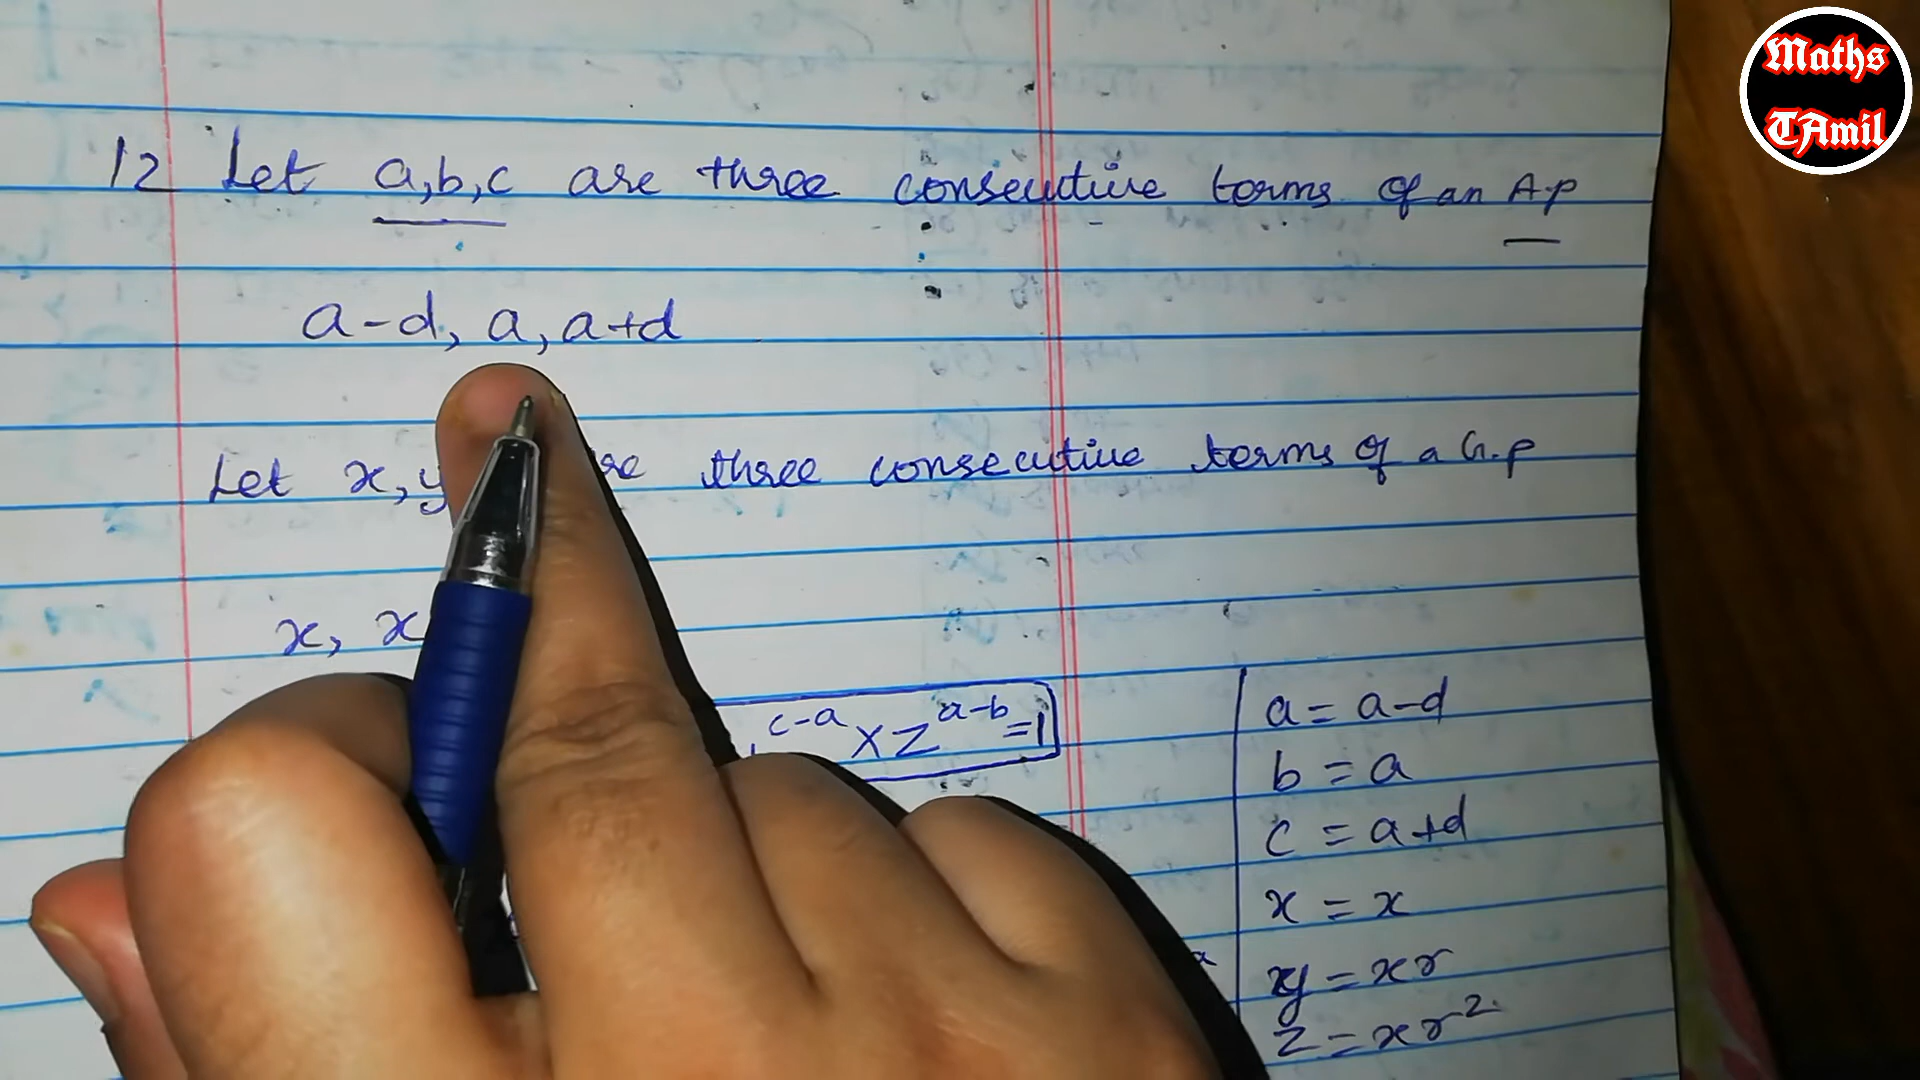 Maths
TAmil
12 Let a,b,c are three consecutive terms of an A.p
a-d, a, a+d
Let x, y are three consecutive terms of a G.p
x, x
c-a x z a-b =1
a = a-d
b = a
c = a+d
x = x
y = xr
z = xr²